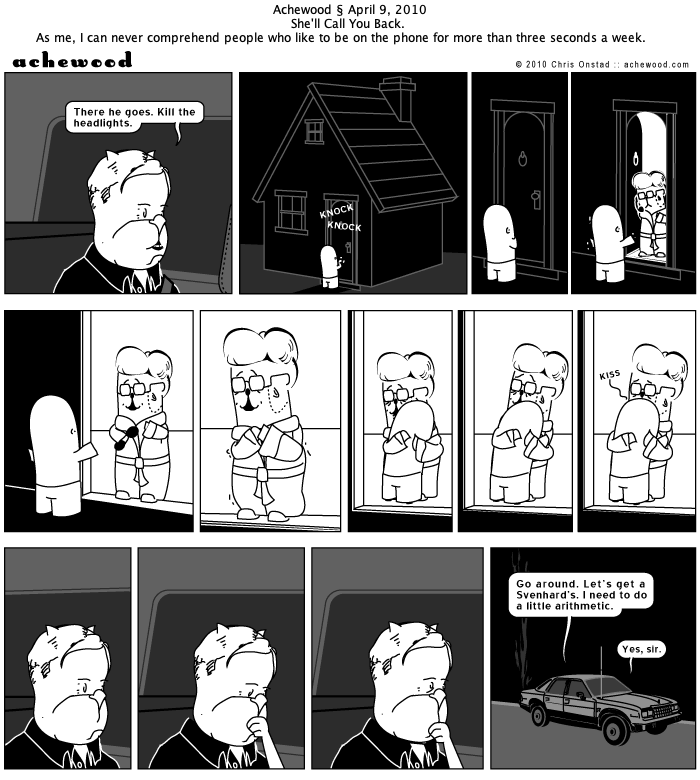 Achewood § April 9, 2010
She'll Call You Back.
As me, I can never comprehend people who like to be on the phone for more than three seconds a week.
achewood
© 2010 Chris Onstad :: achewood.com
There he goes. Kill the
headlights.
KNOCK
KNOCK
KISS
Go around. Let's get a
Svenhard's. I need to do
a little arithmetic.
Yes, sir.